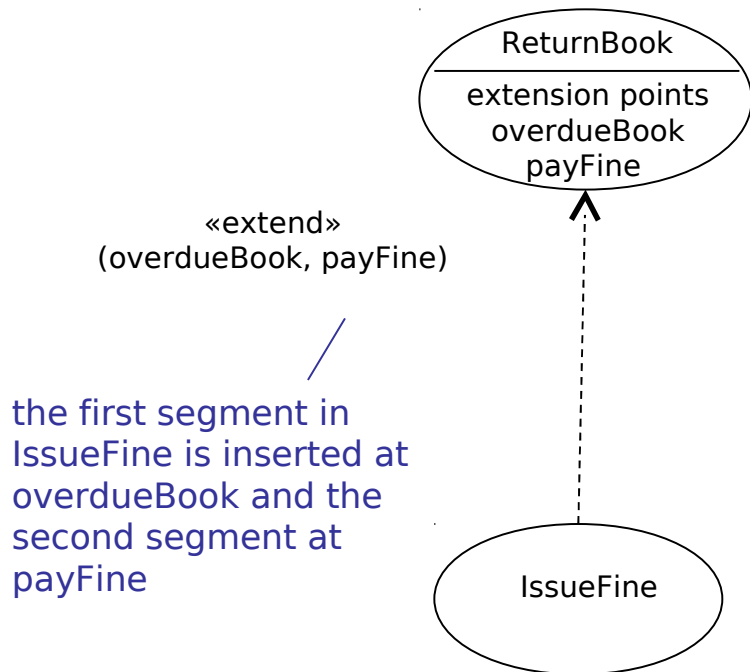 ReturnBook
extension points
overdueBook
payFine
«extend»
(overdueBook, payFine)
the first segment in
IssueFine is inserted at
overdueBook and the
second segment at
payFine
IssueFine